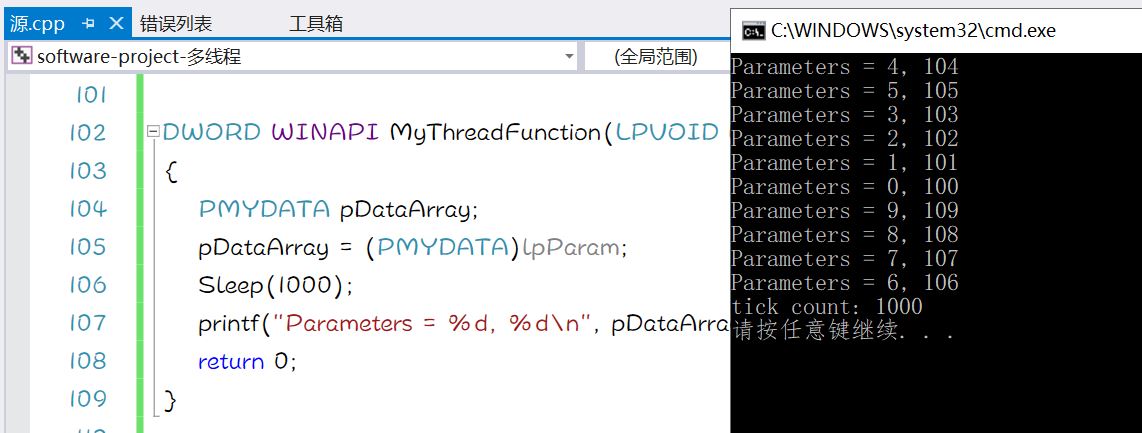 源.cpp 错误列表 工具箱
software-project-多线程 (全局范围)
101
102 DWORD WINAPI MyThreadFunction(LPVOID
103 {
104 PMYDATA pDataArray;
105 pDataArray = (PMYDATA)lpParam;
106 Sleep(1000);
107 printf("Parameters = %d, %d\n", pDataArra
108 return 0;
109 }
C:\WINDOWS\system32\cmd.exe
Parameters = 4, 104
Parameters = 5, 105
Parameters = 3, 103
Parameters = 2, 102
Parameters = 1, 101
Parameters = 0, 100
Parameters = 9, 109
Parameters = 8, 108
Parameters = 7, 107
Parameters = 6, 106
tick count: 1000
请按任意键继续. . .